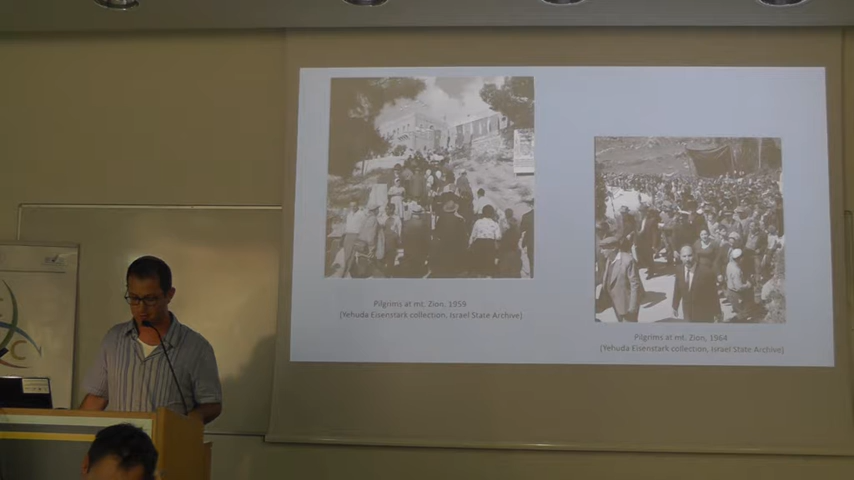 Pilgrims at mt. Zion, 1959
(Yehuda Eisenstark collection, Israel State Archive)
Pilgrims at mt. Zion, 1964
(Yehuda Eisenstark collection, Israel State Archive)